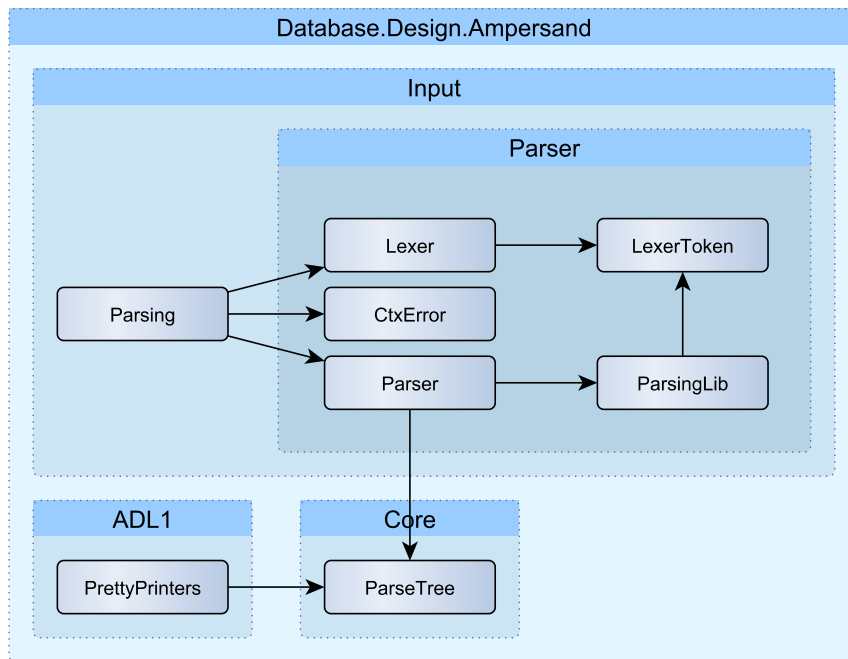 Database.Design.Ampersand
Input
Parser
Lexer
LexerToken
Parsing
CtxError
Parser
ParsingLib
ADL1
Core
PrettyPrinters
ParseTree